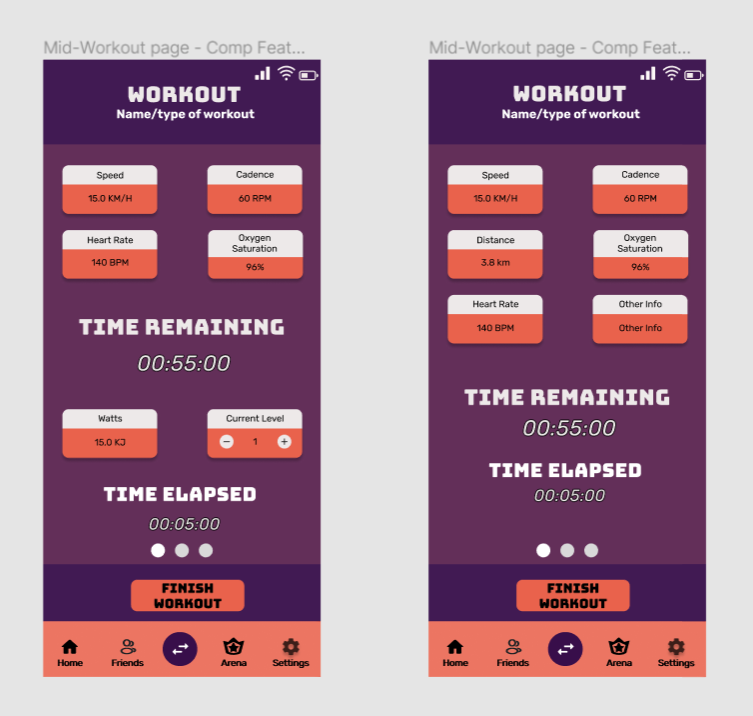 Mid-Workout page - Comp Feat...
WORKOUT
Name/type of workout
Speed
15.0 KM/H
Cadence
60 RPM
Heart Rate
140 BPM
Oxygen
Saturation
96%
TIME REMAINING
00:55:00
Watts
15.0 KJ
Current Level
− 1 +
TIME ELAPSED
00:05:00
FINISH
WORKOUT
Home Friends Arena Settings
Mid-Workout page - Comp Feat...
WORKOUT
Name/type of workout
Speed
15.0 KM/H
Cadence
60 RPM
Distance
3.8 km
Oxygen
Saturation
96%
Heart Rate
140 BPM
Other Info
Other Info
TIME REMAINING
00:55:00
TIME ELAPSED
00:05:00
FINISH
WORKOUT
Home Friends Arena Settings